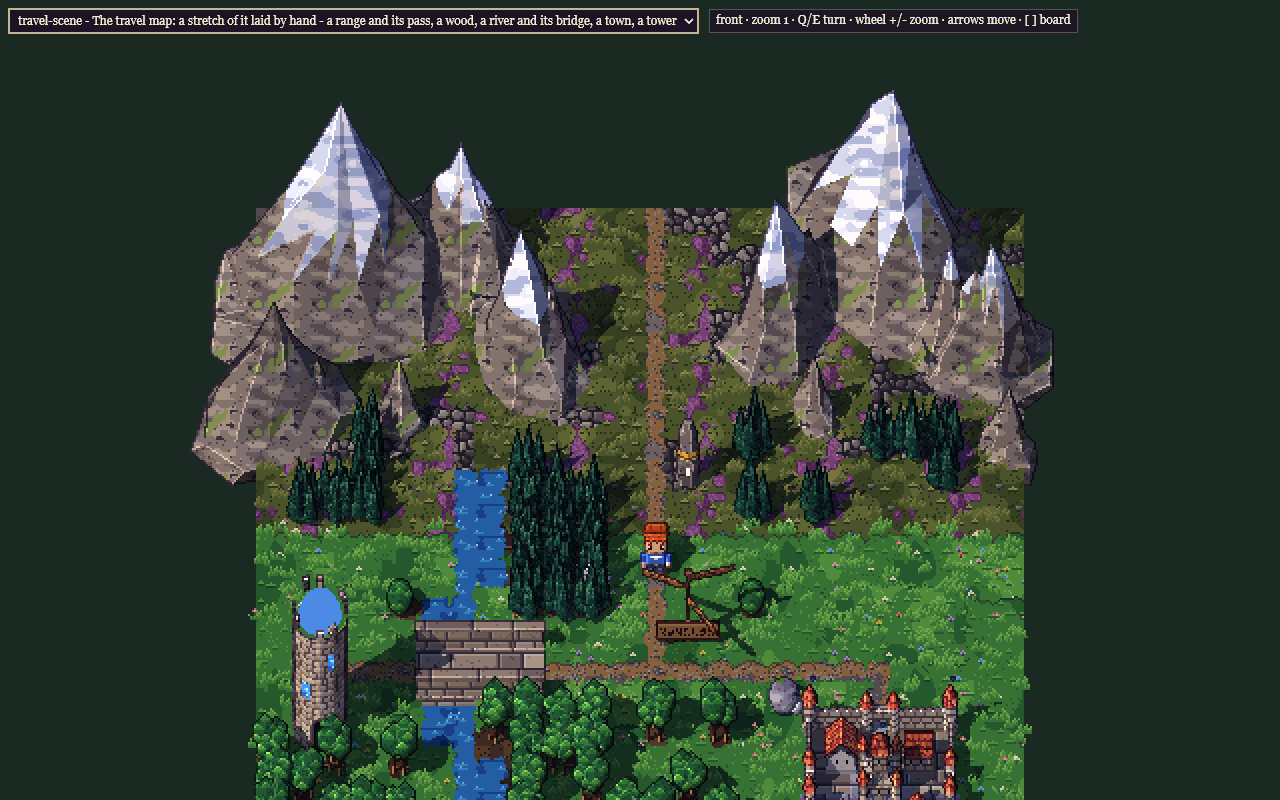 travel-scene - The travel map: a stretch of it laid by hand - a range and its pass, a wood, a river and its bridge, a town, a tower
front · zoom 1 · Q/E turn · wheel +/- zoom · arrows move · [ ] board